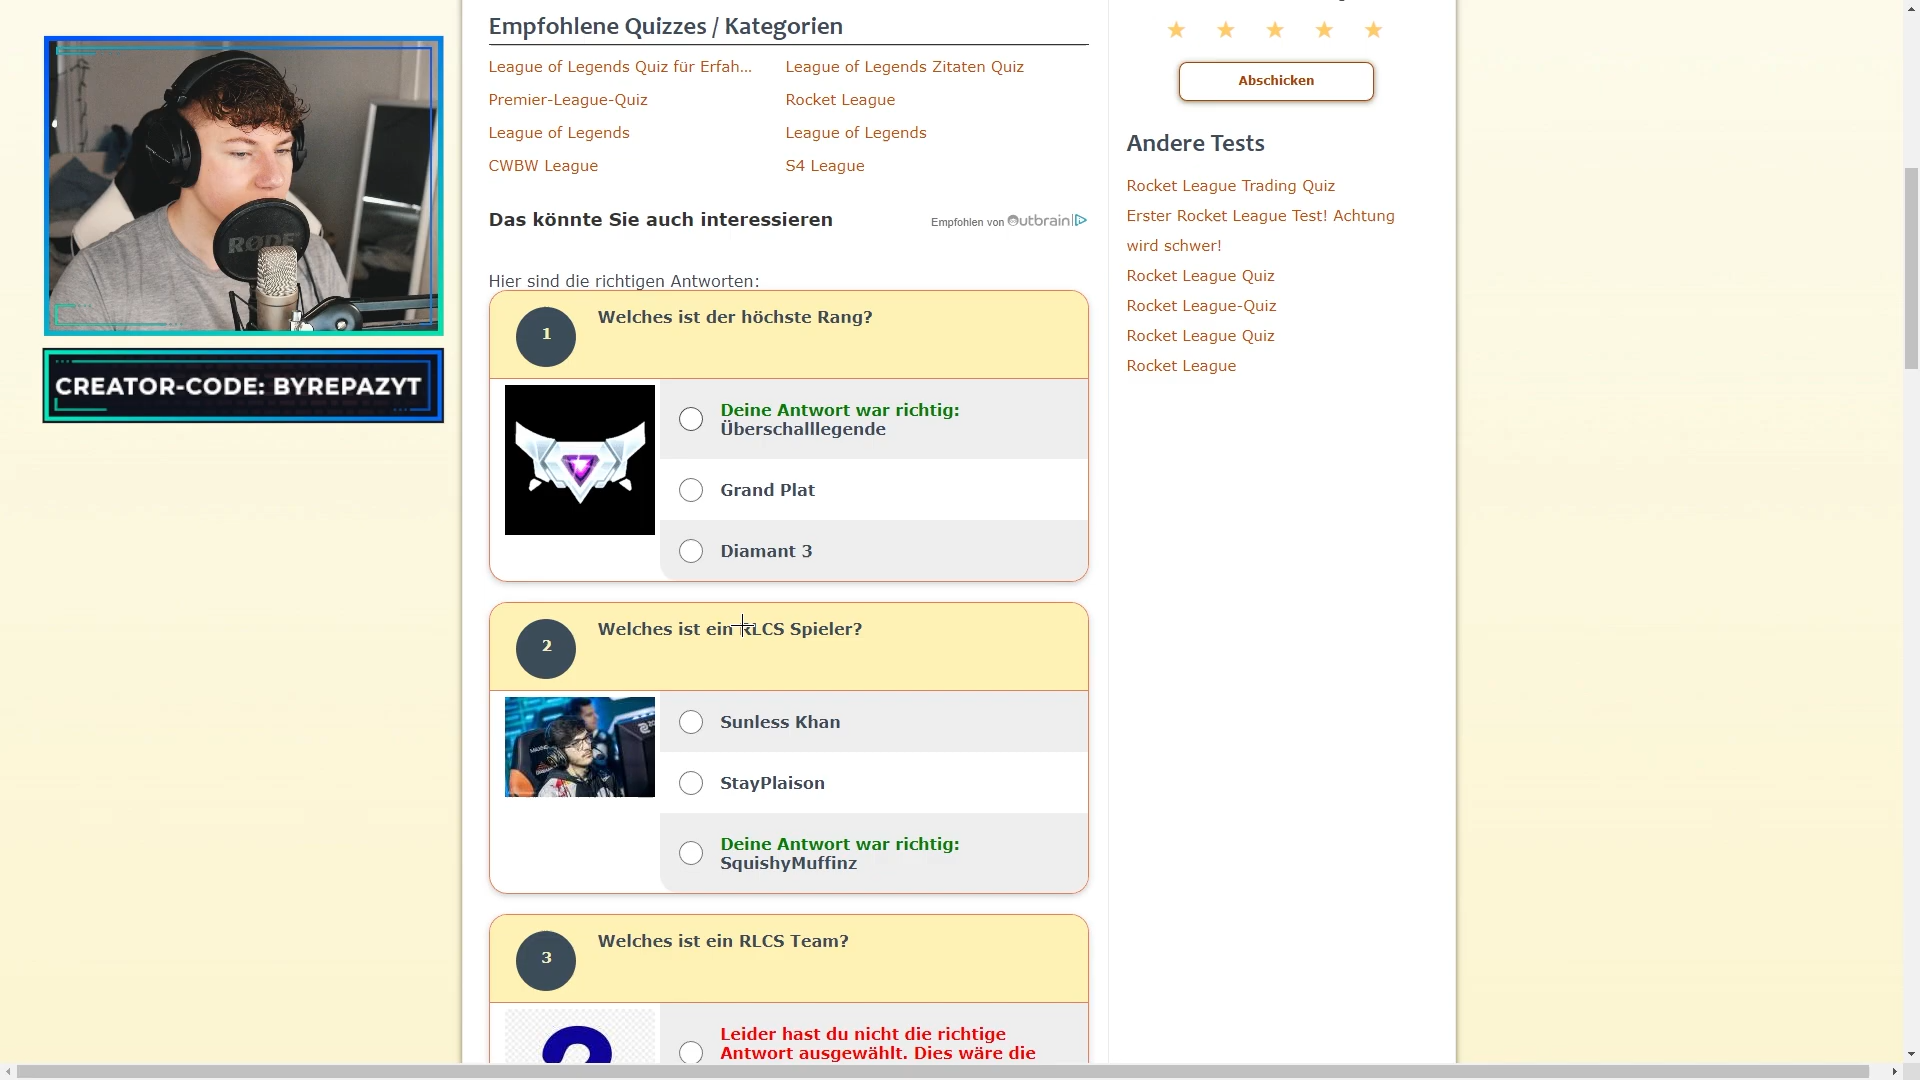 Empfohlene Quizzes / Kategorien
League of Legends Quiz für Erfah...
League of Legends Zitaten Quiz
Premier-League-Quiz
Rocket League
League of Legends
League of Legends
CWBW League
S4 League
Das könnte Sie auch interessieren
Empfohlen von Outbrain
Hier sind die richtigen Antworten:
1
Welches ist der höchste Rang?
Deine Antwort war richtig:
Überschalllegende
Grand Plat
Diamant 3
2
Welches ist ein RLCS Spieler?
Sunless Khan
StayPlaison
Deine Antwort war richtig:
SquishyMuffinz
3
Welches ist ein RLCS Team?
Leider hast du nicht die richtige
Antwort ausgewählt. Dies wäre die
Abschicken
Andere Tests
Rocket League Trading Quiz
Erster Rocket League Test! Achtung
wird schwer!
Rocket League Quiz
Rocket League-Quiz
Rocket League Quiz
Rocket League
RØDE
CREATOR-CODE: BYREPAZYT